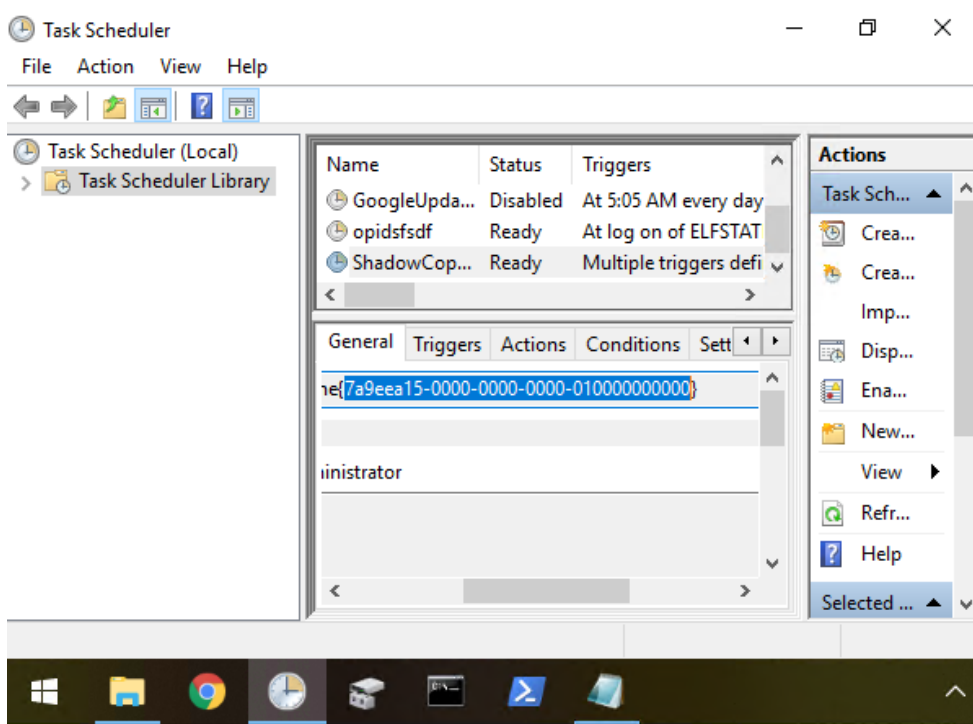 Task Scheduler
File Action View Help
Task Scheduler (Local)
Task Scheduler Library
Name Status Triggers
GoogleUpda... Disabled At 5:05 AM every day
opidsfsdf Ready At log on of ELFSTAT
ShadowCop... Ready Multiple triggers defi
General Triggers Actions Conditions Sett
ne{7a9eea15-0000-0000-0000-010000000000}
inistrator
Actions
Task Sch...
Crea...
Crea...
Imp...
Disp...
Ena...
New...
View
Refr...
Help
Selected ...